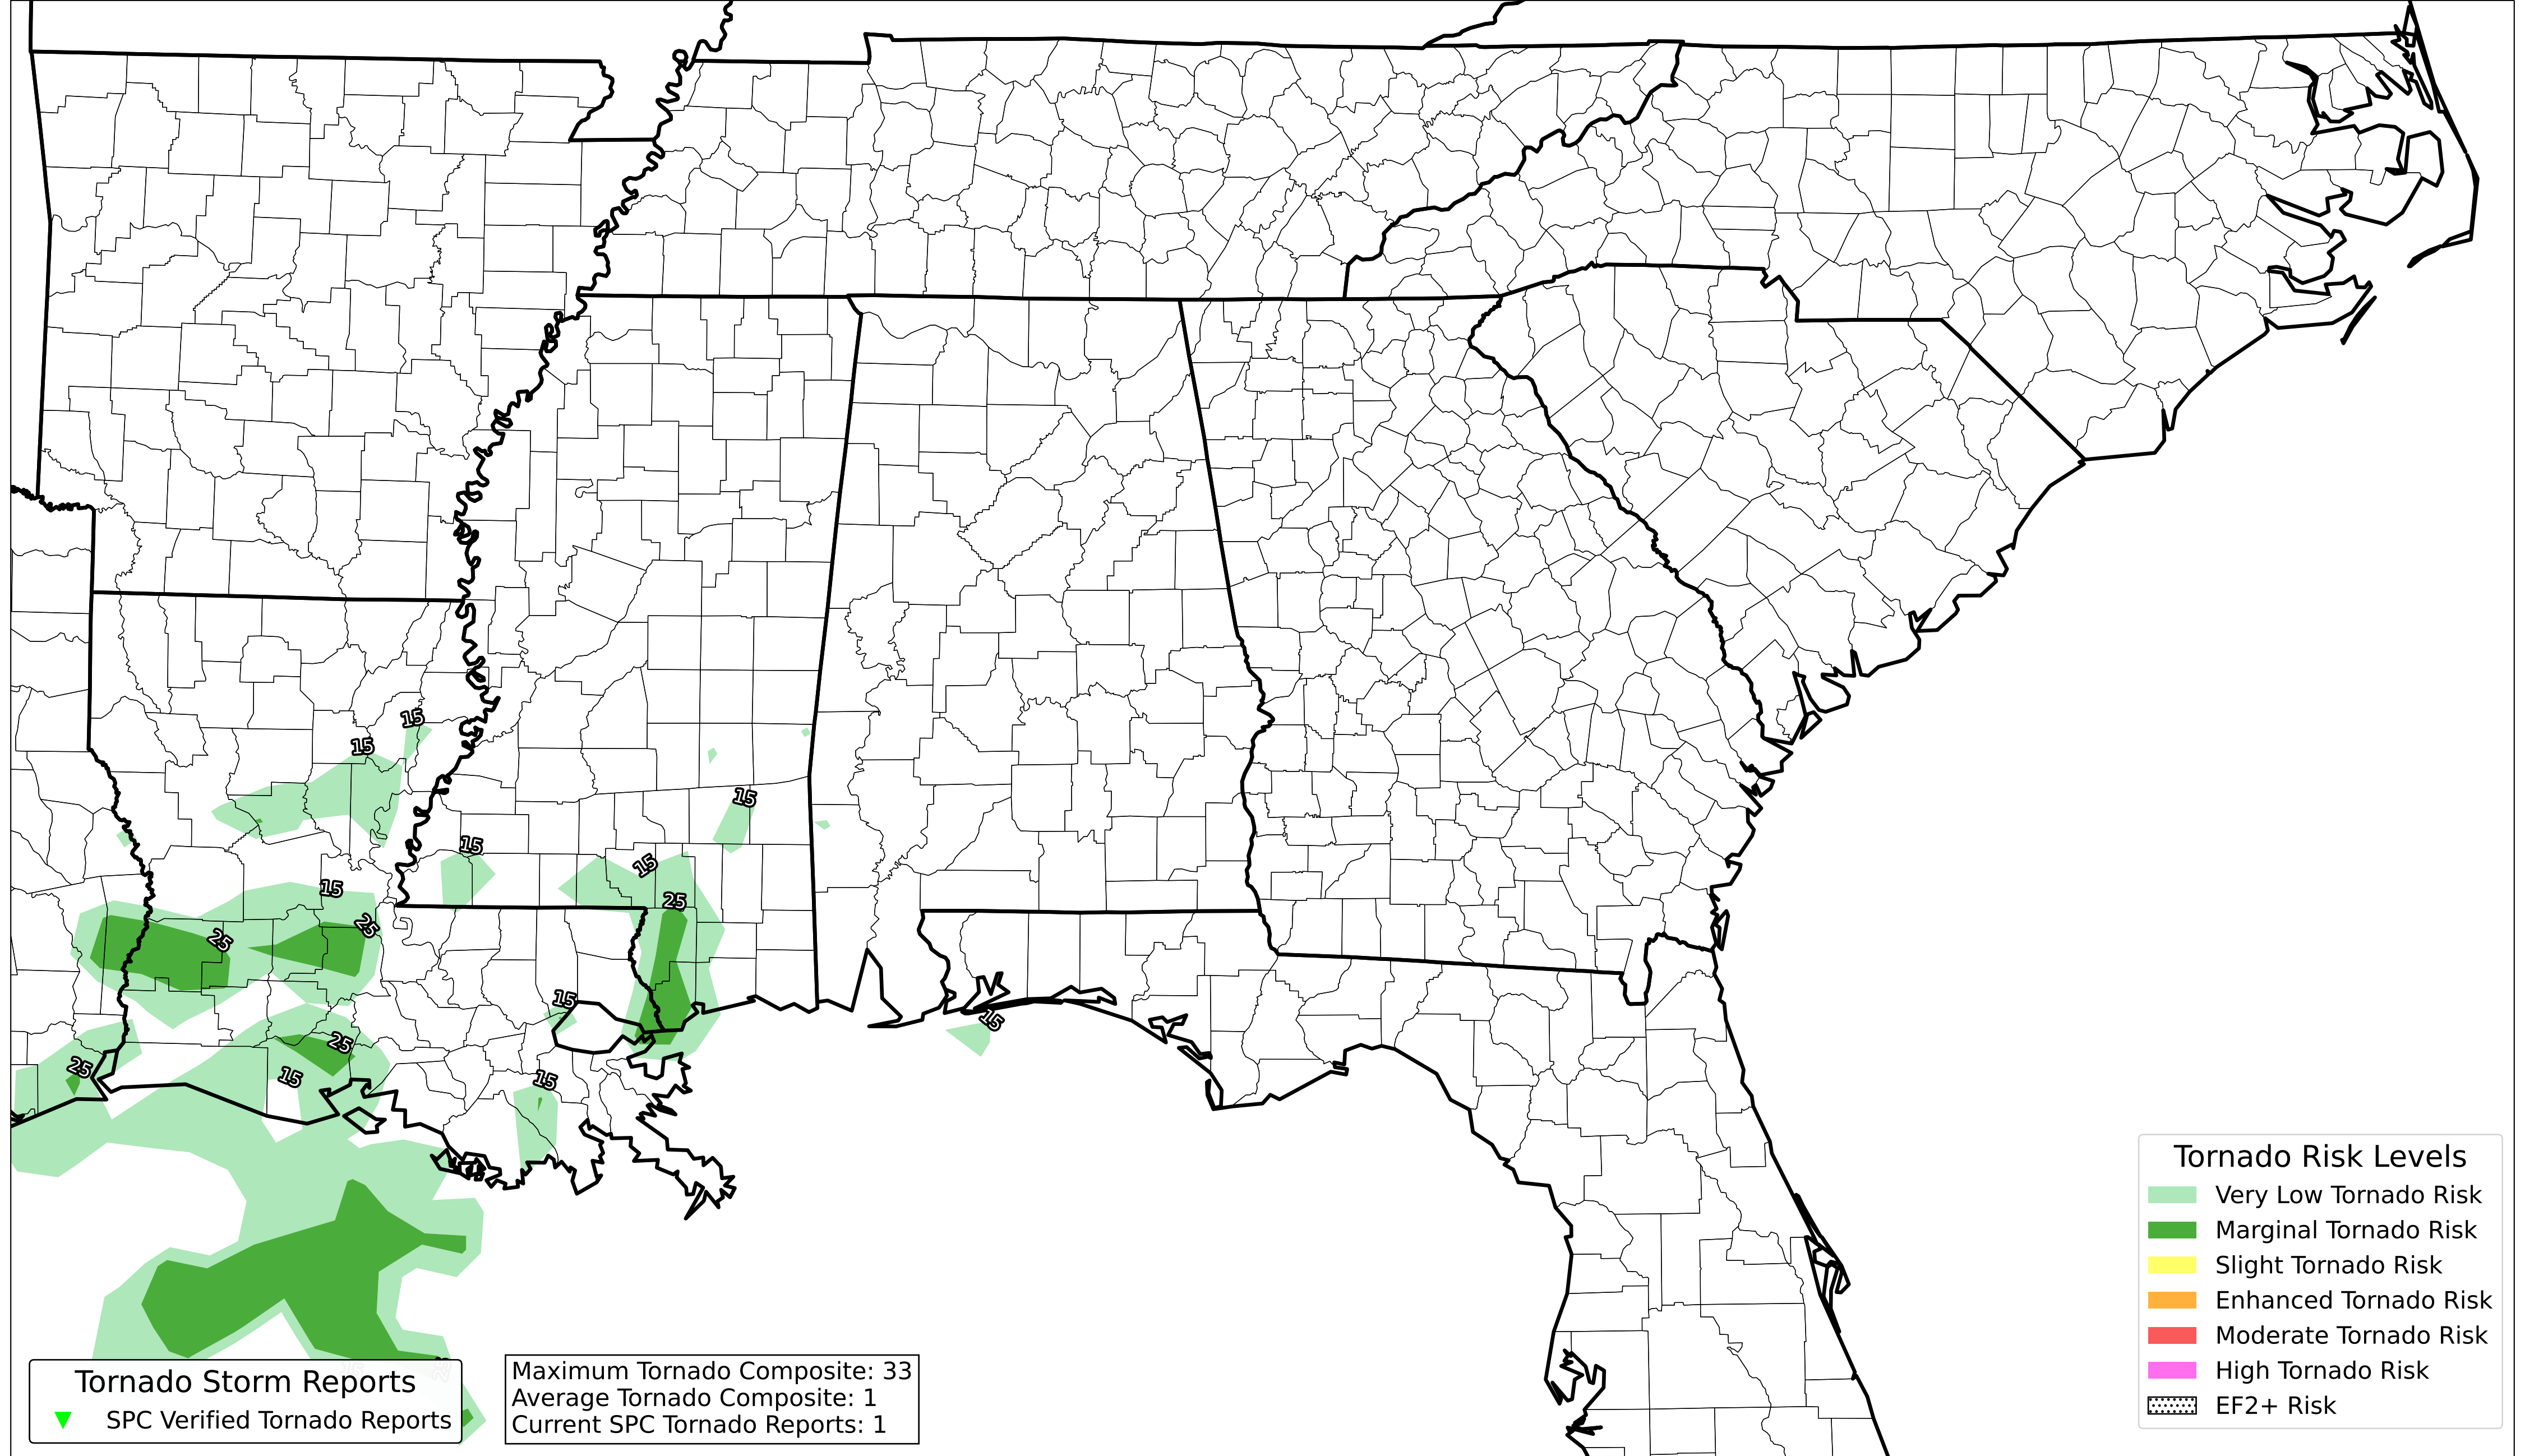 15
15
15
15
15
25
15
25
25
15
15
25
25
15
15
Tornado Risk Levels
Very Low Tornado Risk
Marginal Tornado Risk
Slight Tornado Risk
Enhanced Tornado Risk
Moderate Tornado Risk
High Tornado Risk
EF2+ Risk
Tornado Storm Reports
SPC Verified Tornado Reports
Maximum Tornado Composite: 33
Average Tornado Composite: 1
Current SPC Tornado Reports: 1